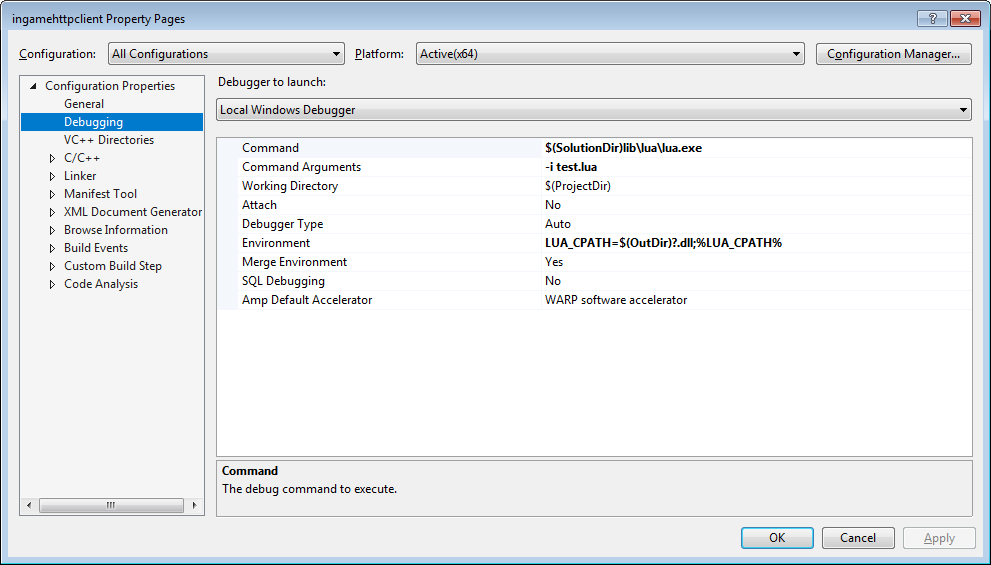 ingamehttpclient Property Pages
Configuration: All Configurations Platform: Active(x64) Configuration Manager...
Configuration Properties
General
Debugging
VC++ Directories
C/C++
Linker
Manifest Tool
XML Document Generator
Browse Information
Build Events
Custom Build Step
Code Analysis
Debugger to launch:
Local Windows Debugger
Command $(SolutionDir)lib\lua\lua.exe
Command Arguments -i test.lua
Working Directory $(ProjectDir)
Attach No
Debugger Type Auto
Environment LUA_CPATH=$(OutDir)?.dll;%LUA_CPATH%
Merge Environment Yes
SQL Debugging No
Amp Default Accelerator WARP software accelerator
Command
The debug command to execute.
OK Cancel Apply